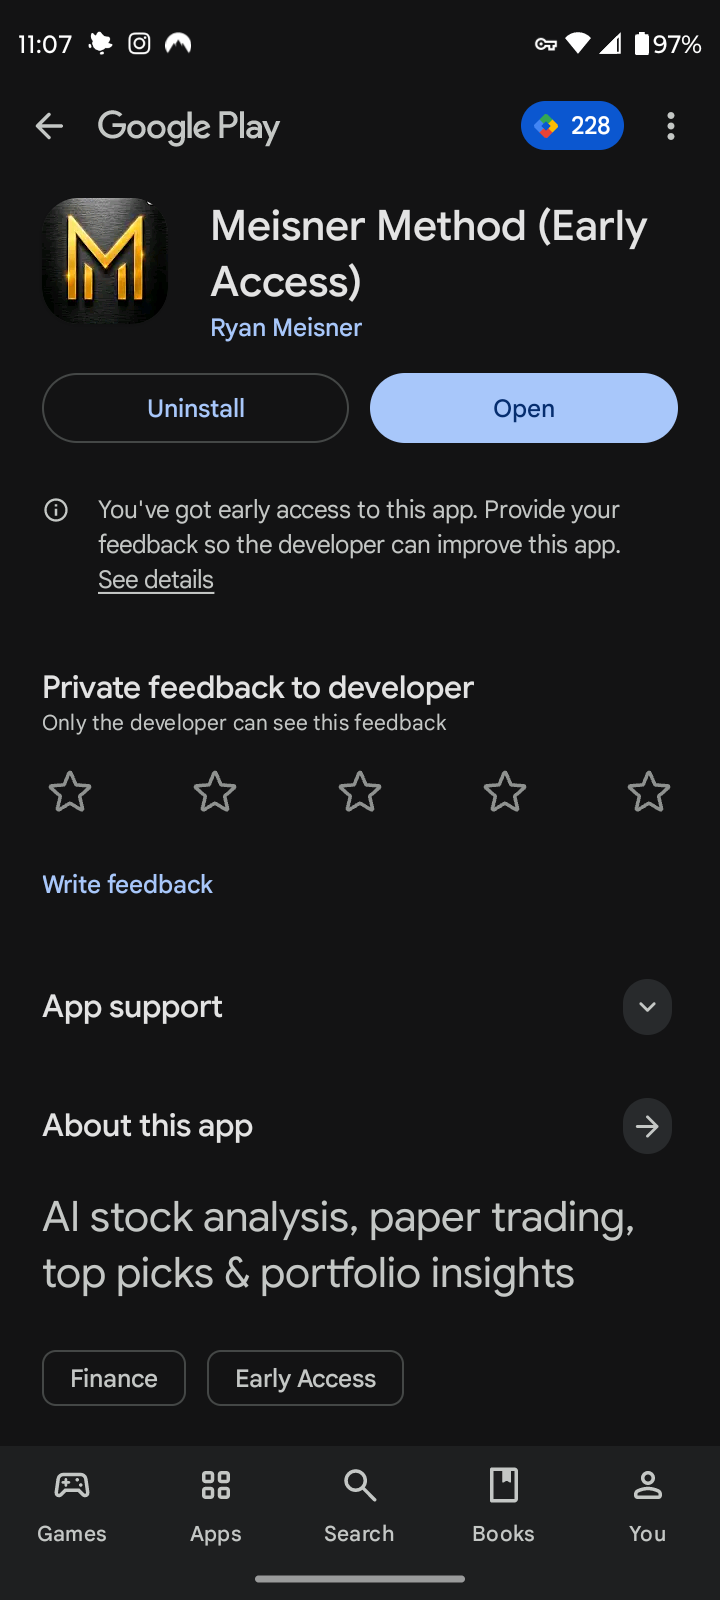 11:07
97%
Google Play
228
Meisner Method (Early
Access)
Ryan Meisner
Uninstall
Open
You've got early access to this app. Provide your
feedback so the developer can improve this app.
See details
Private feedback to developer
Only the developer can see this feedback
Write feedback
App support
About this app
AI stock analysis, paper trading,
top picks & portfolio insights
Finance
Early Access
Games
Apps
Search
Books
You